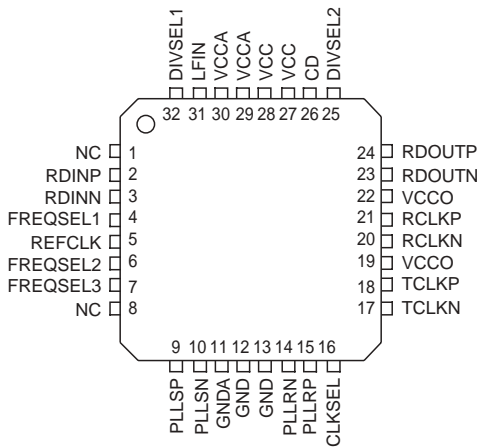 DIVSEL1
LFIN
VCCA
VCCA
VCC
VCC
CD
DIVSEL2
32 31 30 29 28 27 26 25
NC 1
RDINP 2
RDINN 3
FREQSEL1 4
REFCLK 5
FREQSEL2 6
FREQSEL3 7
NC 8
24 RDOUTP
23 RDOUTN
22 VCCO
21 RCLKP
20 RCLKN
19 VCCO
18 TCLKP
17 TCLKN
9 10 11 12 13 14 15 16
PLLSP
PLLSN
GNDA
GND
GND
PLLRN
PLLRP
CLKSEL